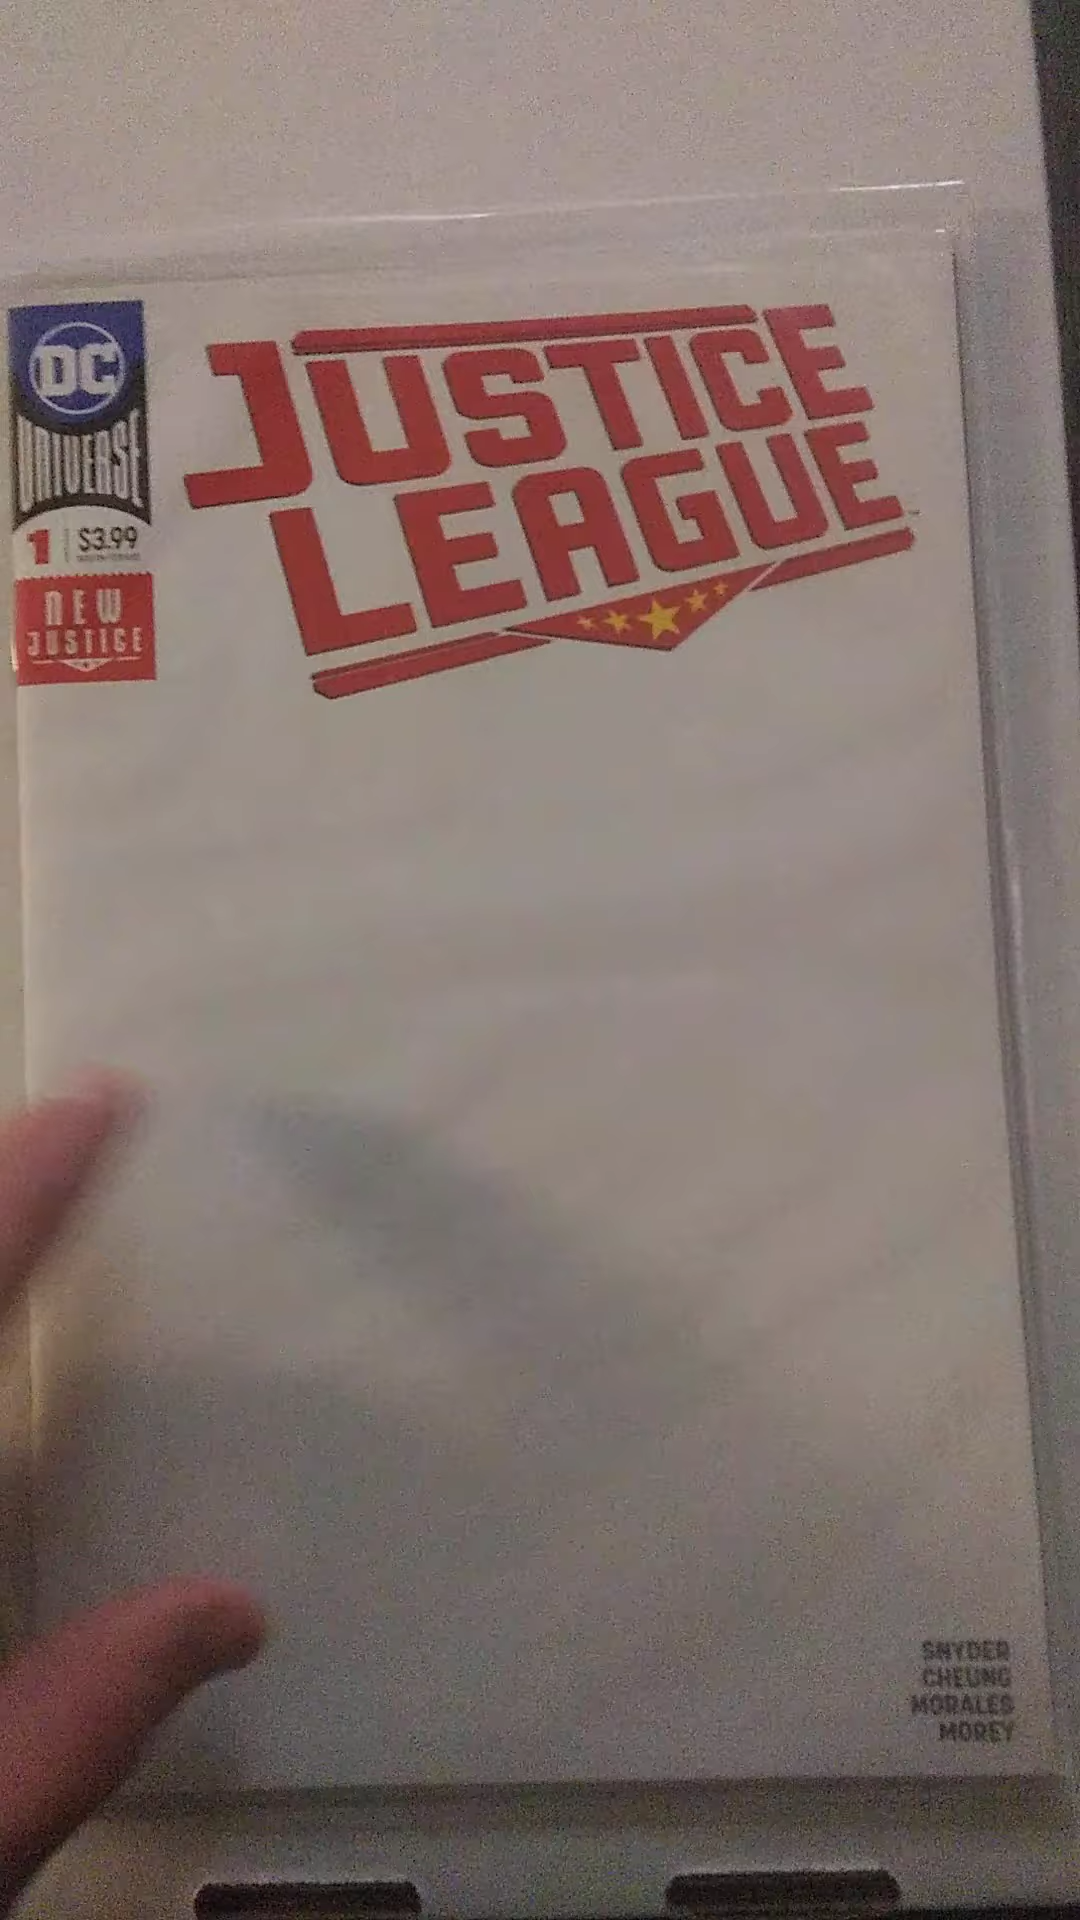 DC
UNIVERSE
1 $3.99
NEW
JUSTICE
JUSTICE
LEAGUE
SNYDER
CHEUNG
MORALES
MOREY